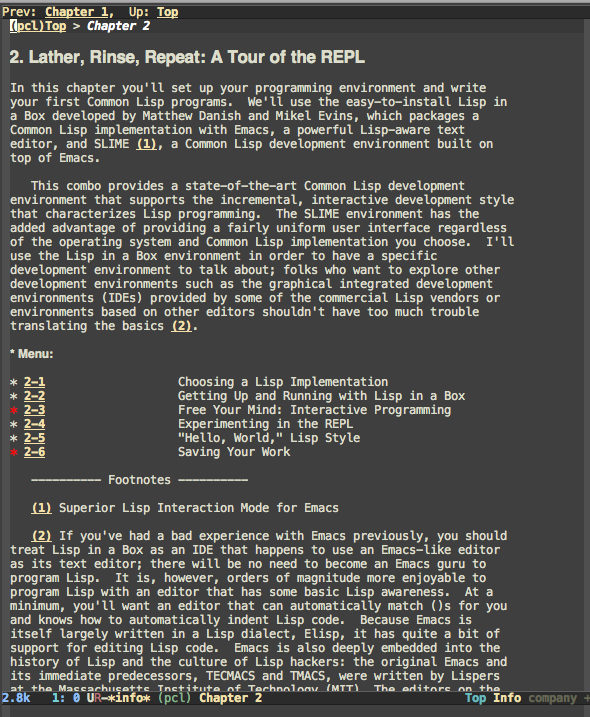 Prev: Chapter 1,  Up: Top
(pcl)Top > Chapter 2
2. Lather, Rinse, Repeat: A Tour of the REPL
In this chapter you'll set up your programming environment and write
your first Common Lisp programs.  We'll use the easy-to-install Lisp in
a Box developed by Matthew Danish and Mikel Evins, which packages a
Common Lisp implementation with Emacs, a powerful Lisp-aware text
editor, and SLIME (1), a Common Lisp development environment built on
top of Emacs.
This combo provides a state-of-the-art Common Lisp development
environment that supports the incremental, interactive development style
that characterizes Lisp programming.  The SLIME environment has the
added advantage of providing a fairly uniform user interface regardless
of the operating system and Common Lisp implementation you choose.  I'll
use the Lisp in a Box environment in order to have a specific
development environment to talk about; folks who want to explore other
development environments such as the graphical integrated development
environments (IDEs) provided by some of the commercial Lisp vendors or
environments based on other editors shouldn't have too much trouble
translating the basics (2).
* Menu:
* 2-1 Choosing a Lisp Implementation
* 2-2 Getting Up and Running with Lisp in a Box
* 2-3 Free Your Mind: Interactive Programming
* 2-4 Experimenting in the REPL
* 2-5 "Hello, World," Lisp Style
* 2-6 Saving Your Work
---------- Footnotes ----------
(1) Superior Lisp Interaction Mode for Emacs
(2) If you've had a bad experience with Emacs previously, you should
treat Lisp in a Box as an IDE that happens to use an Emacs-like editor
as its text editor; there will be no need to become an Emacs guru to
program Lisp.  It is, however, orders of magnitude more enjoyable to
program Lisp with an editor that has some basic Lisp awareness.  At a
minimum, you'll want an editor that can automatically match ()s for you
and knows how to automatically indent Lisp code.  Because Emacs is
itself largely written in a Lisp dialect, Elisp, it has quite a bit of
support for editing Lisp code.  Emacs is also deeply embedded into the
history of Lisp and the culture of Lisp hackers: the original Emacs and
its immediate predecessors, TECMACS and TMACS, were written by Lispers
at the Massachusetts Institute of Technology (MIT).  The editors on the
2.8k 1: 0 UR-*info* (pcl) Chapter 2 Top Info company +